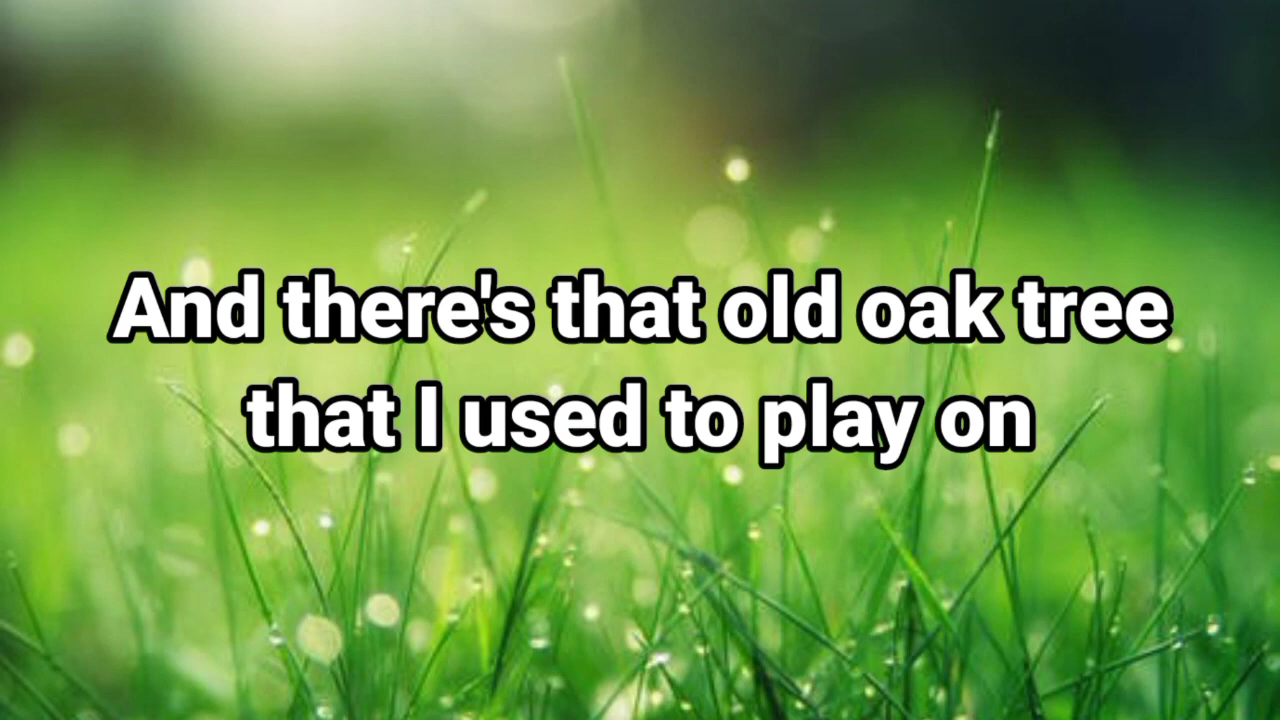 And there's that old oak tree
that I used to play on